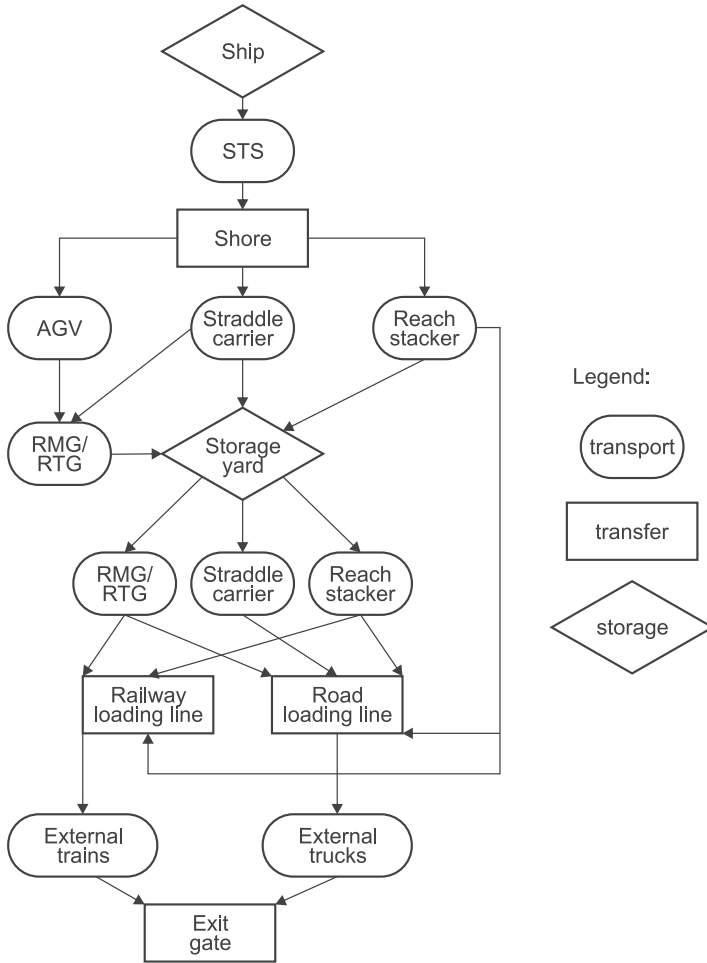 Ship
STS
Shore
AGV
Straddle
carrier
Reach
stacker
Legend:
RMG/
RTG
Storage
yard
transport
transfer
RMG/
RTG
Straddle
carrier
Reach
stacker
storage
Railway
loading line
Road
loading line
External
trains
External
trucks
Exit
gate